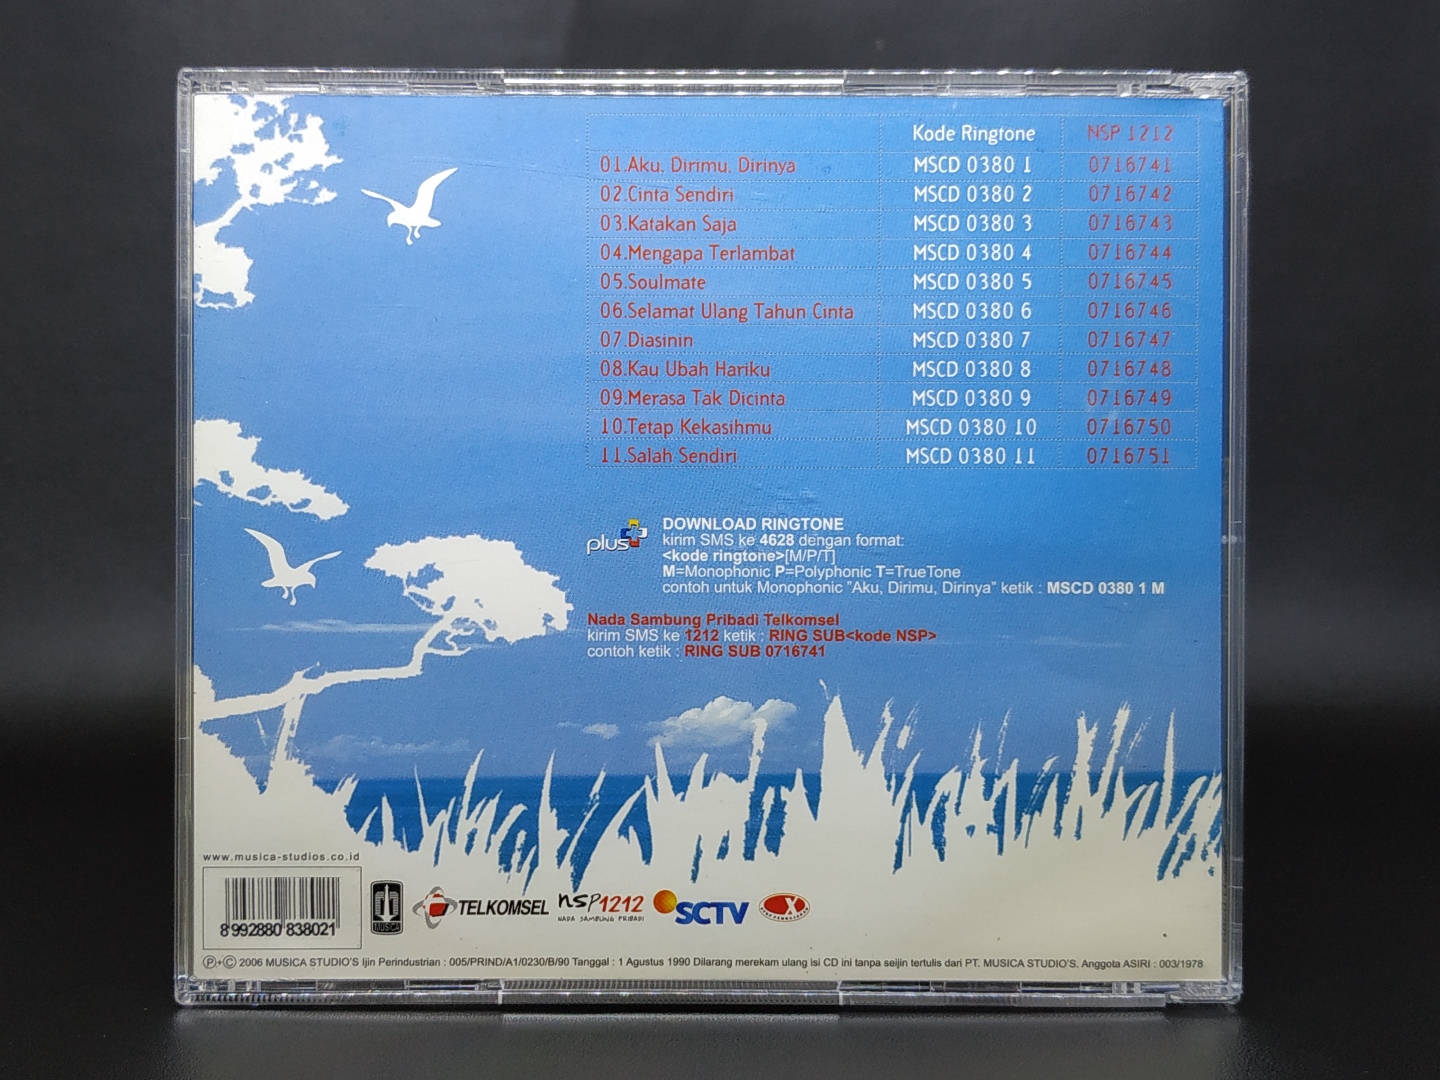 Kode Ringtone NSP 1212
01.Aku, Dirimu, Dirinya MSCD 0380 1 0716741
02.Cinta Sendiri MSCD 0380 2 0716742
03.Katakan Saja MSCD 0380 3 0716743
04.Mengapa Terlambat MSCD 0380 4 0716744
05.Soulmate MSCD 0380 5 0716745
06.Selamat Ulang Tahun Cinta MSCD 0380 6 0716746
07.Diasinin MSCD 0380 7 0716747
08.Kau Ubah Hariku MSCD 0380 8 0716748
09.Merasa Tak Dicinta MSCD 0380 9 0716749
10.Tetap Kekasihmu MSCD 0380 10 0716750
11.Salah Sendiri MSCD 0380 11 0716751
plus
DOWNLOAD RINGTONE
kirim SMS ke 4628 dengan format:
<kode ringtone>[M/P/T]
M=Monophonic P=Polyphonic T=TrueTone
contoh untuk Monophonic "Aku, Dirimu, Dirinya" ketik : MSCD 0380 1 M
Nada Sambung Pribadi Telkomsel
kirim SMS ke 1212 ketik : RING SUB<kode NSP>
contoh ketik : RING SUB 0716741
www.musica-studios.co.id
8 992880 838021
MUSICA
TELKOMSEL
nsp1212
NADA SAMBUNG PRIBADI
SCTV
X
℗+© 2006 MUSICA STUDIO'S Ijin Perindustrian : 005/PRIND/A1/0230/B/90 Tanggal : 1 Agustus 1990 Dilarang merekam ulang isi CD ini tanpa seijin tertulis dari PT. MUSICA STUDIO'S. Anggota ASIRI : 003/1978